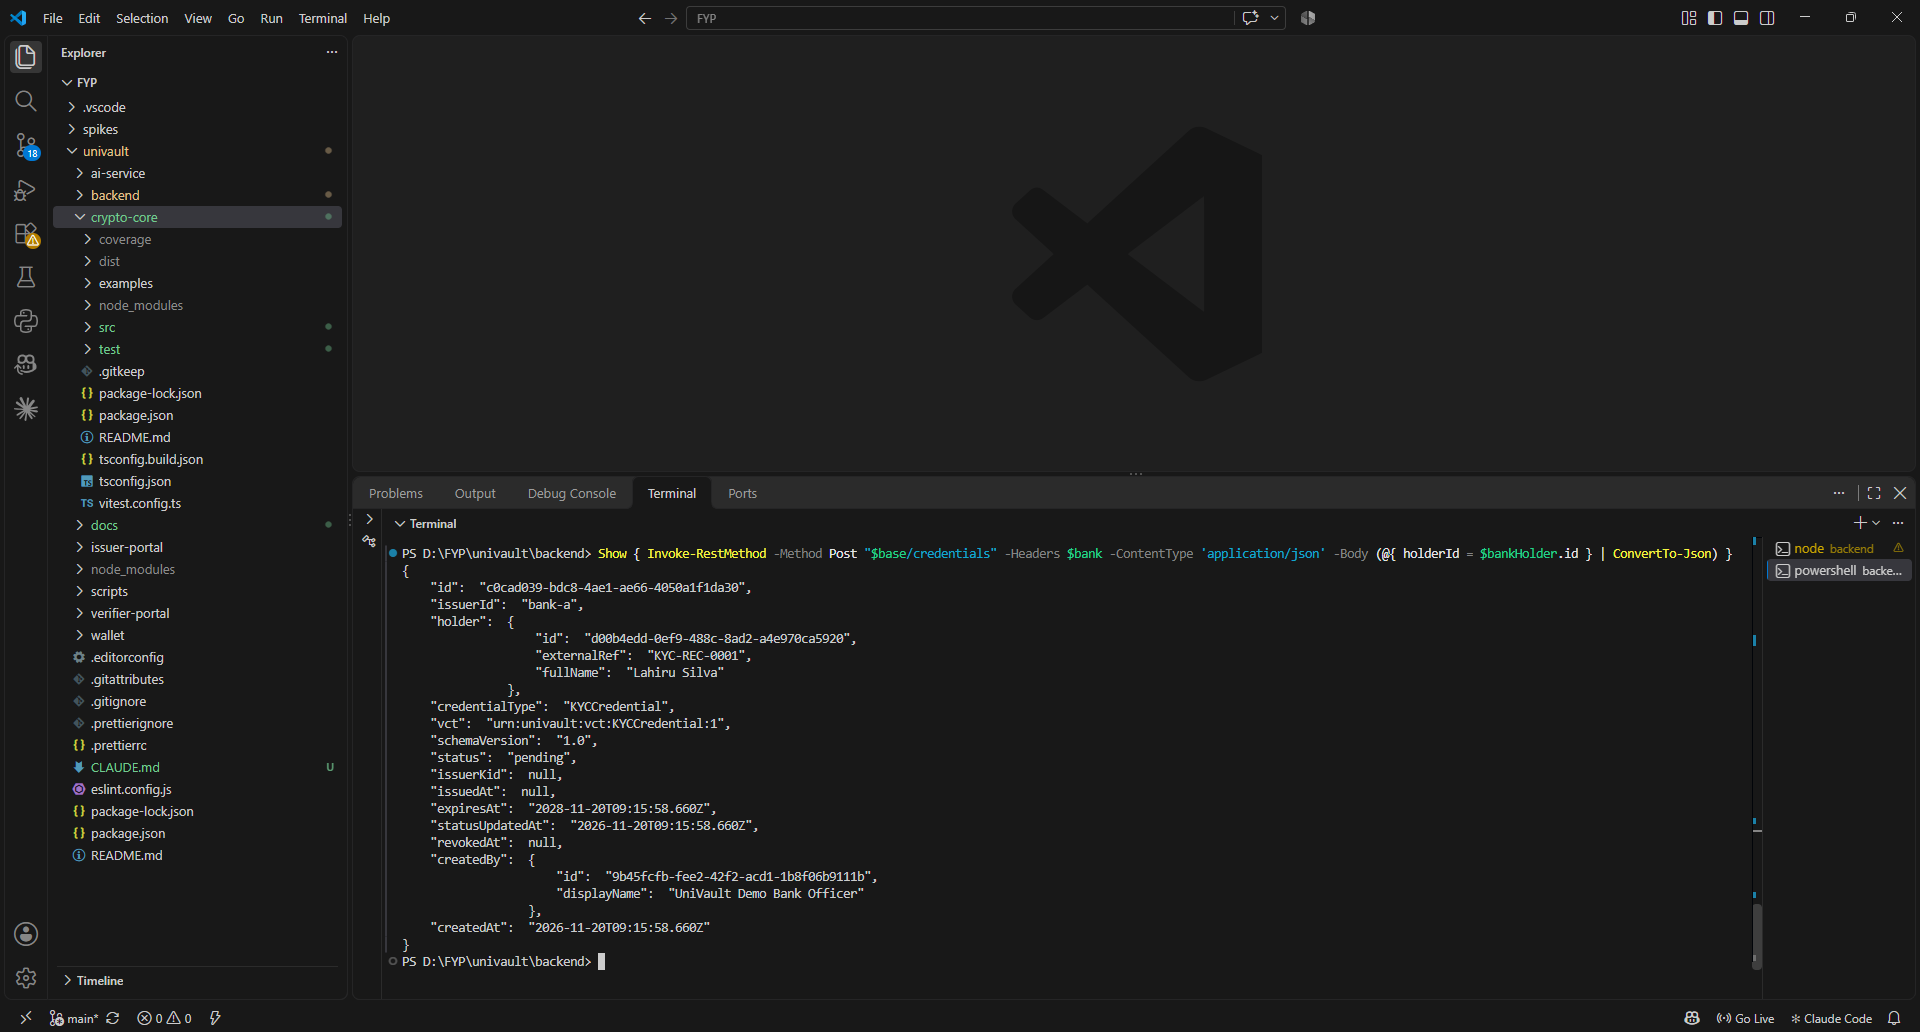 File Edit Selection View Go Run Terminal Help
FYP
Explorer
FYP
.vscode
spikes
18
univault
ai-service
backend
crypto-core
coverage
dist
examples
node_modules
src
test
.gitkeep
{} package-lock.json
{} package.json
README.md
{} tsconfig.build.json
TS tsconfig.json
TS vitest.config.ts
docs
issuer-portal
node_modules
scripts
verifier-portal
wallet
.editorconfig
.gitattributes
.gitignore
.prettierignore
{} .prettierrc
CLAUDE.md U
eslint.config.js
{} package-lock.json
{} package.json
README.md
Timeline
Problems Output Debug Console Terminal Ports
Terminal
PS D:\FYP\univault\backend> Show { Invoke-RestMethod -Method Post "$base/credentials" -Headers $bank -ContentType 'application/json' -Body (@{ holderId = $bankHolder.id } | ConvertTo-Json) }
{
"id": "c0cad039-bdc8-4ae1-ae66-4050a1f1da30",
"issuerId": "bank-a",
"holder": {
"id": "d00b4edd-0ef9-488c-8ad2-a4e970ca5920",
"externalRef": "KYC-REC-0001",
"fullName": "Lahiru Silva"
},
"credentialType": "KYCCredential",
"vct": "urn:univault:vct:KYCCredential:1",
"schemaVersion": "1.0",
"status": "pending",
"issuerKid": null,
"issuedAt": null,
"expiresAt": "2028-11-20T09:15:58.660Z",
"statusUpdatedAt": "2026-11-20T09:15:58.660Z",
"revokedAt": null,
"createdBy": {
"id": "9b45fcfb-fee2-42f2-acd1-1b8f06b9111b",
"displayName": "UniVault Demo Bank Officer"
},
"createdAt": "2026-11-20T09:15:58.660Z"
}
PS D:\FYP\univault\backend>
node backend
powershell backe...
main* 0 0
Go Live Claude Code